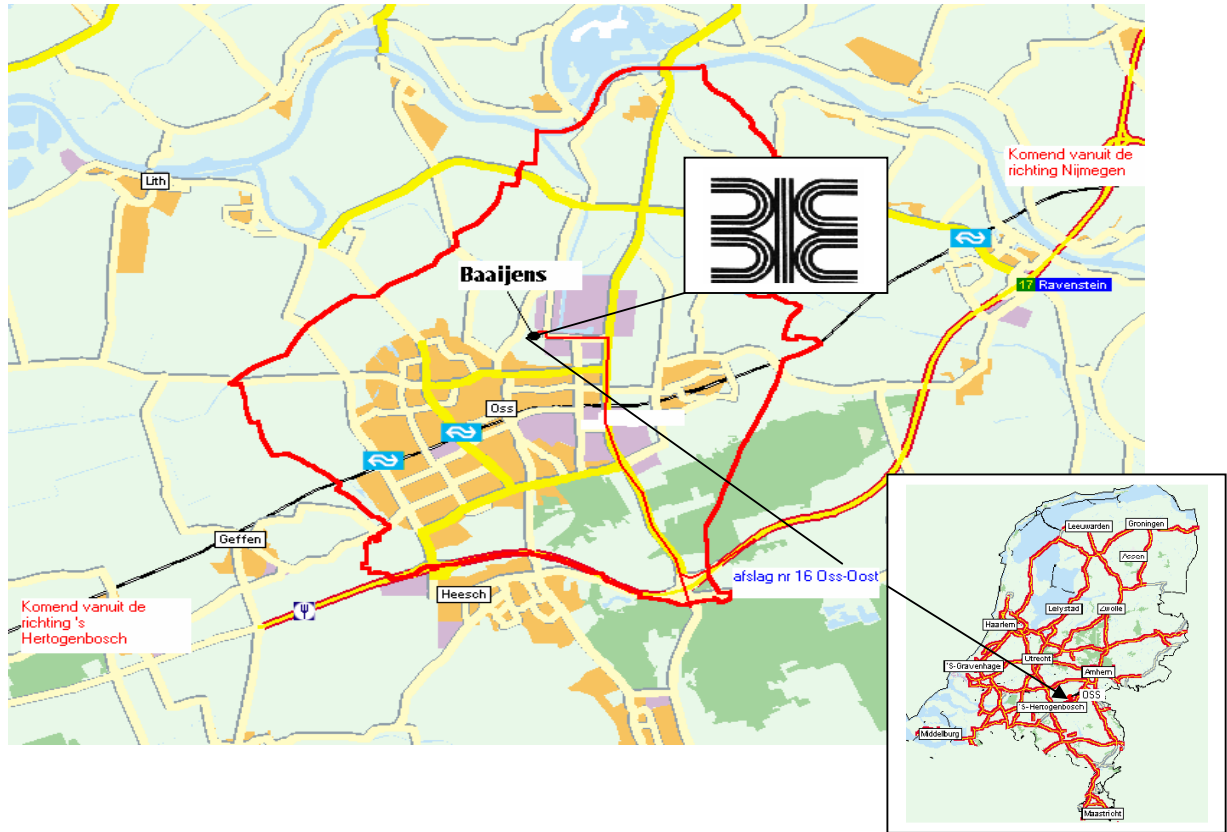 Komend vanuit de
richting Nijmegen
Lith
Baaijens
17 Ravenstein
Oss
Geffen
afslag nr 16 Oss-Oost
Heesch
Komend vanuit de
richting 's
Hertogenbosch
Leeuwarden
Groningen
Assen
Lelystad
Zwolle
Haarlem
Utrecht
'S-Gravenhage
Arnhem
OSS
'S-Hertogenbosch
Middelburg
Maastricht